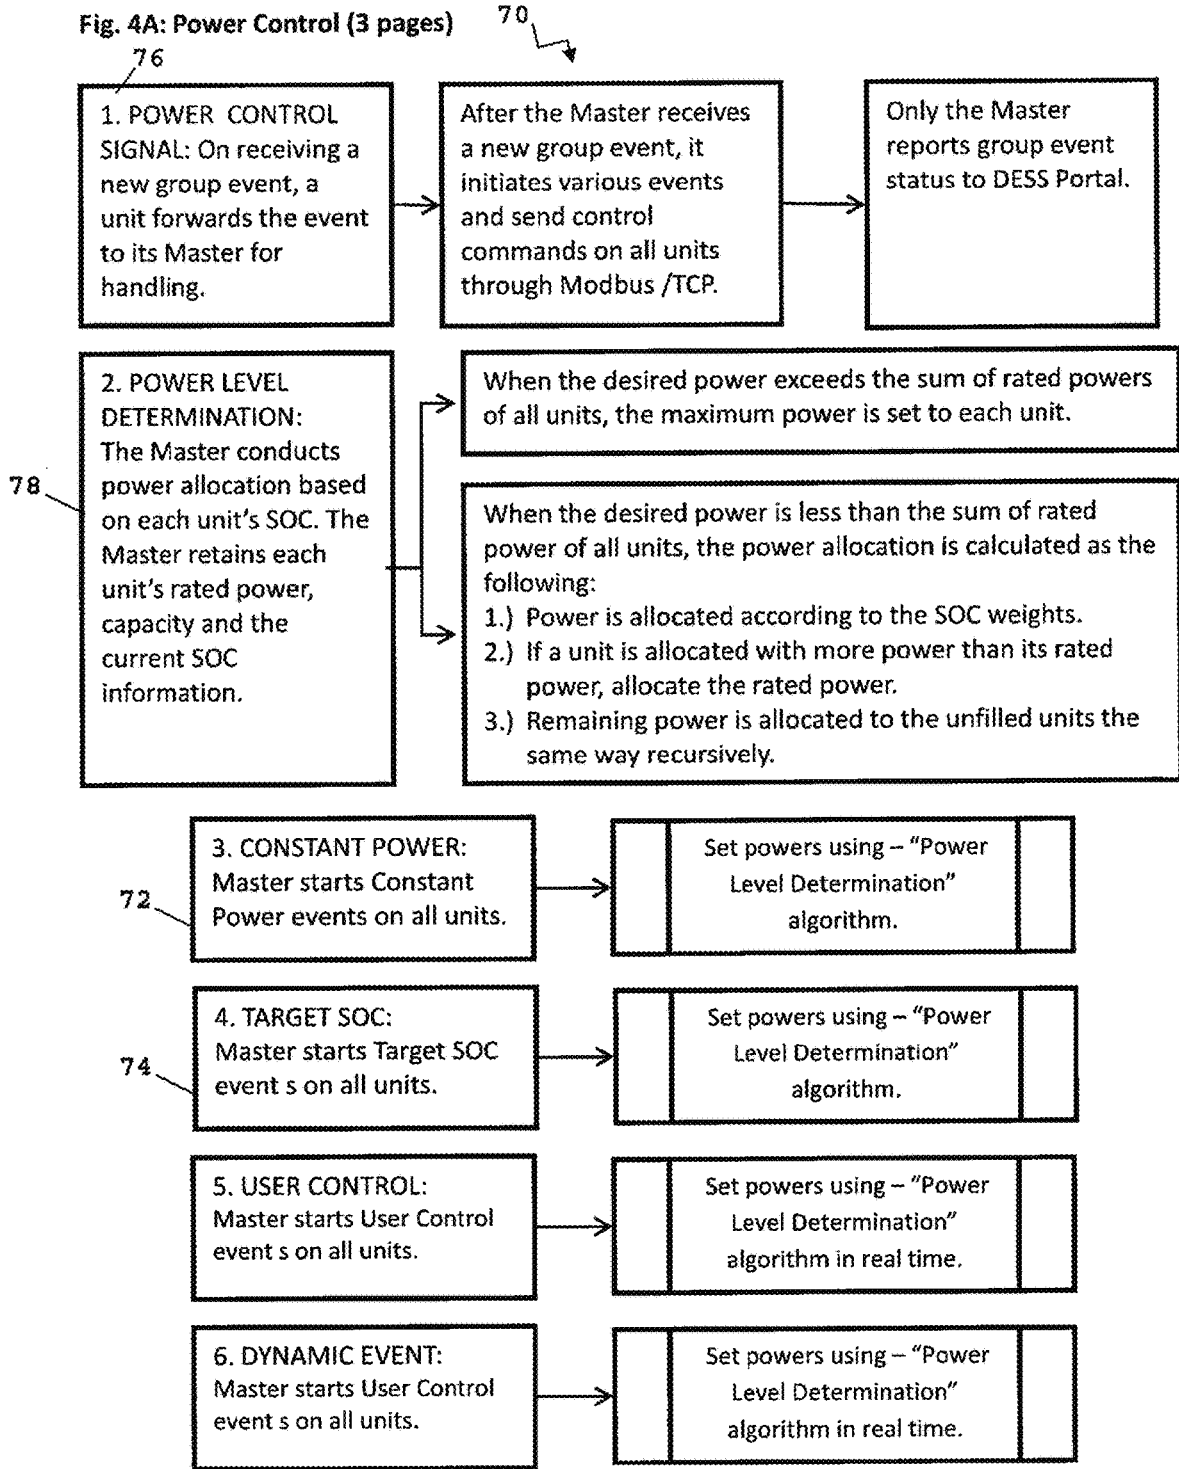 Fig. 4A: Power Control (3 pages)
70
76
1. POWER CONTROL
SIGNAL: On receiving a
new group event, a
unit forwards the event
to its Master for
handling.
After the Master receives
a new group event, it
initiates various events
and send control
commands on all units
through Modbus /TCP.
Only the Master
reports group event
status to DESS Portal.
78
2. POWER LEVEL
DETERMINATION:
The Master conducts
power allocation based
on each unit's SOC. The
Master retains each
unit's rated power,
capacity and the
current SOC
information.
When the desired power exceeds the sum of rated powers
of all units, the maximum power is set to each unit.
When the desired power is less than the sum of rated
power of all units, the power allocation is calculated as the
following:
1.) Power is allocated according to the SOC weights.
2.) If a unit is allocated with more power than its rated
power, allocate the rated power.
3.) Remaining power is allocated to the unfilled units the
same way recursively.
72
3. CONSTANT POWER:
Master starts Constant
Power events on all units.
Set powers using – "Power
Level Determination"
algorithm.
74
4. TARGET SOC:
Master starts Target SOC
event s on all units.
Set powers using – "Power
Level Determination"
algorithm.
5. USER CONTROL:
Master starts User Control
event s on all units.
Set powers using – "Power
Level Determination"
algorithm in real time.
6. DYNAMIC EVENT:
Master starts User Control
event s on all units.
Set powers using – "Power
Level Determination"
algorithm in real time.